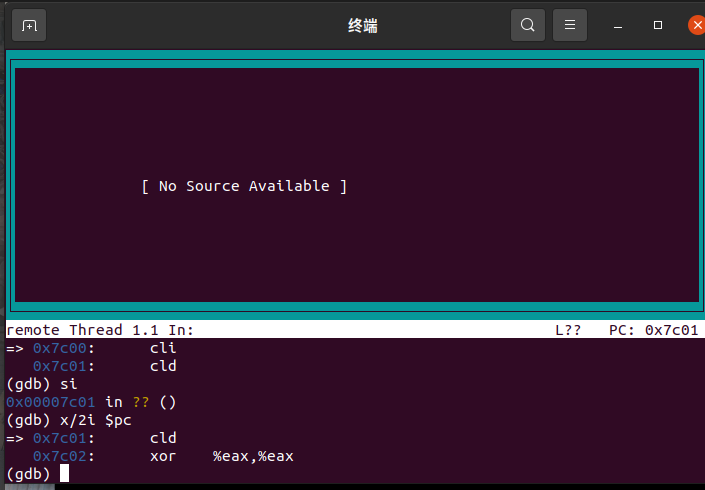 终端
[ No Source Available ]
remote Thread 1.1 In: L?? PC: 0x7c01
=> 0x7c00: cli
0x7c01: cld
(gdb) si
0x00007c01 in ?? ()
(gdb) x/2i $pc
=> 0x7c01: cld
0x7c02: xor %eax,%eax
(gdb)